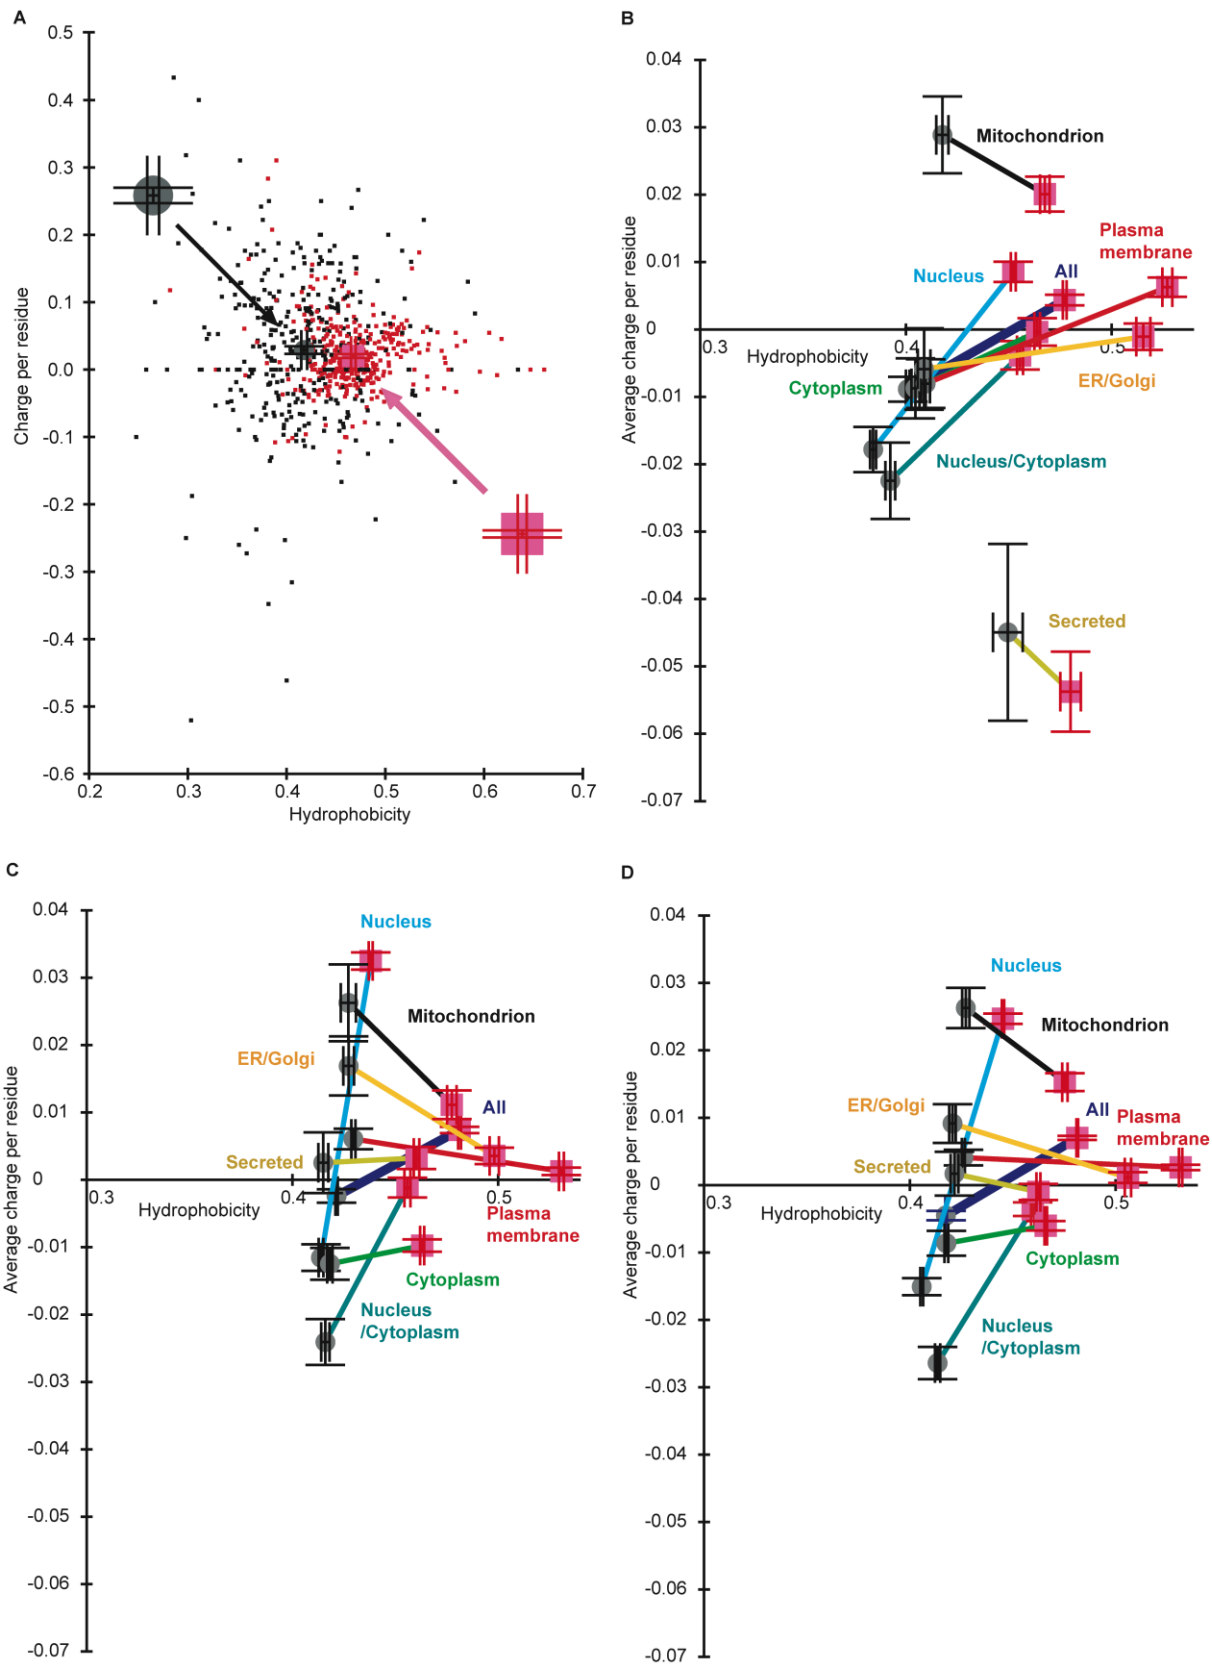 A
0.5
0.4
0.3
0.2
0.1
0.0
-0.1
-0.2
-0.3
-0.4
-0.5
-0.6
Charge per residue
0.2 0.3 0.4 0.5 0.6 0.7
Hydrophobicity
B
0.04
0.03
0.02
0.01
0
-0.01
-0.02
-0.03
-0.04
-0.05
-0.06
-0.07
Average charge per residue
0.3 0.4 0.5
Hydrophobicity
Mitochondrion
Plasma
membrane
Nucleus
All
Cytoplasm
ER/Golgi
Nucleus/Cytoplasm
Secreted
C
0.04
0.03
0.02
0.01
0
-0.01
-0.02
-0.03
-0.04
-0.05
-0.06
-0.07
Average charge per residue
0.3 0.4 0.5
Hydrophobicity
Nucleus
Mitochondrion
ER/Golgi
All
Secreted
Plasma
membrane
Cytoplasm
Nucleus
/Cytoplasm
D
0.04
0.03
0.02
0.01
0
-0.01
-0.02
-0.03
-0.04
-0.05
-0.06
-0.07
Average charge per residue
0.3 0.4 0.5
Hydrophobicity
Nucleus
Mitochondrion
ER/Golgi
All
Plasma
membrane
Secreted
Cytoplasm
Nucleus
/Cytoplasm